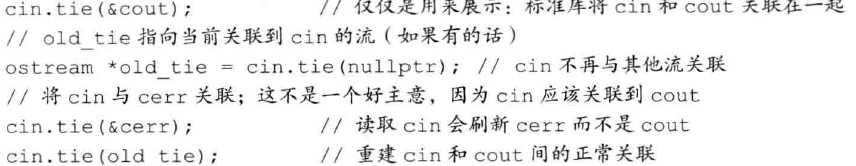 cin.tie(&cout); // 仅仅是用来展示：标准库将 cin 和 cout 关联在一起
// old_tie 指向当前关联到 cin 的流（如果有的话）
ostream *old_tie = cin.tie(nullptr); // cin 不再与其他流关联
// 将 cin 与 cerr 关联；这不是一个好主意，因为 cin 应该关联到 cout
cin.tie(&cerr); // 读取 cin 会刷新 cerr 而不是 cout
cin.tie(old_tie); // 重建 cin 和 cout 间的正常关联